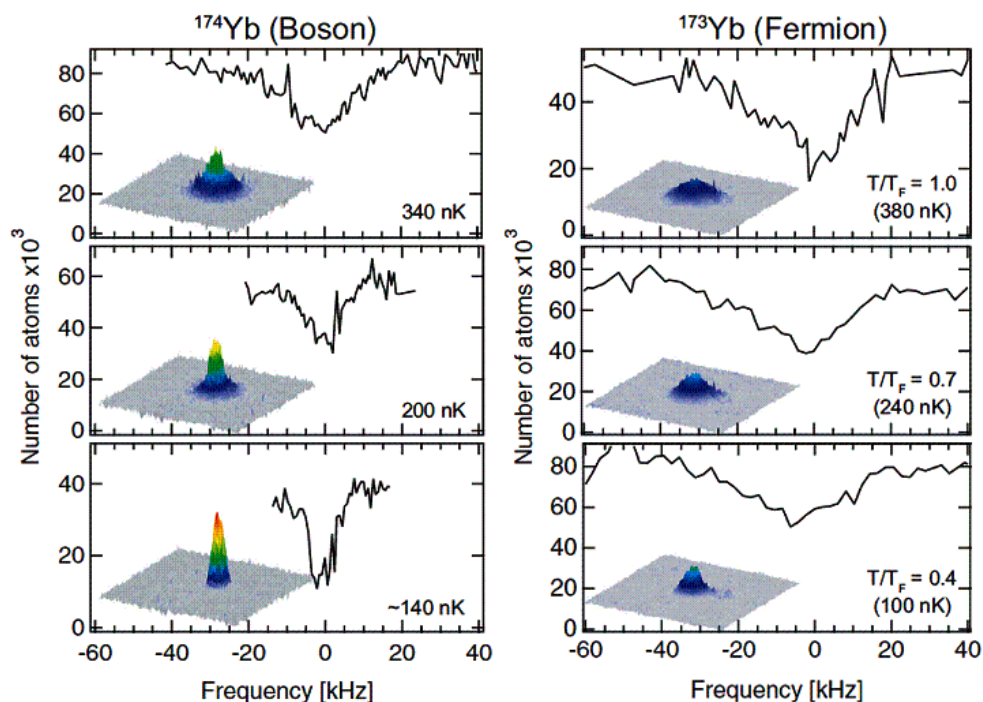 ¹⁷⁴Yb (Boson)
¹⁷³Yb (Fermion)
Number of atoms x10³
80
60
40
20
0
340 nK
60
40
20
0
200 nK
40
20
0
~140 nK
-60 -40 -20 0 20 40
Frequency [kHz]
Number of atoms x10³
40
20
0
T/T_F = 1.0
(380 nK)
80
60
40
20
0
T/T_F = 0.7
(240 nK)
80
60
40
20
0
T/T_F = 0.4
(100 nK)
-60 -40 -20 0 20 40
Frequency [kHz]